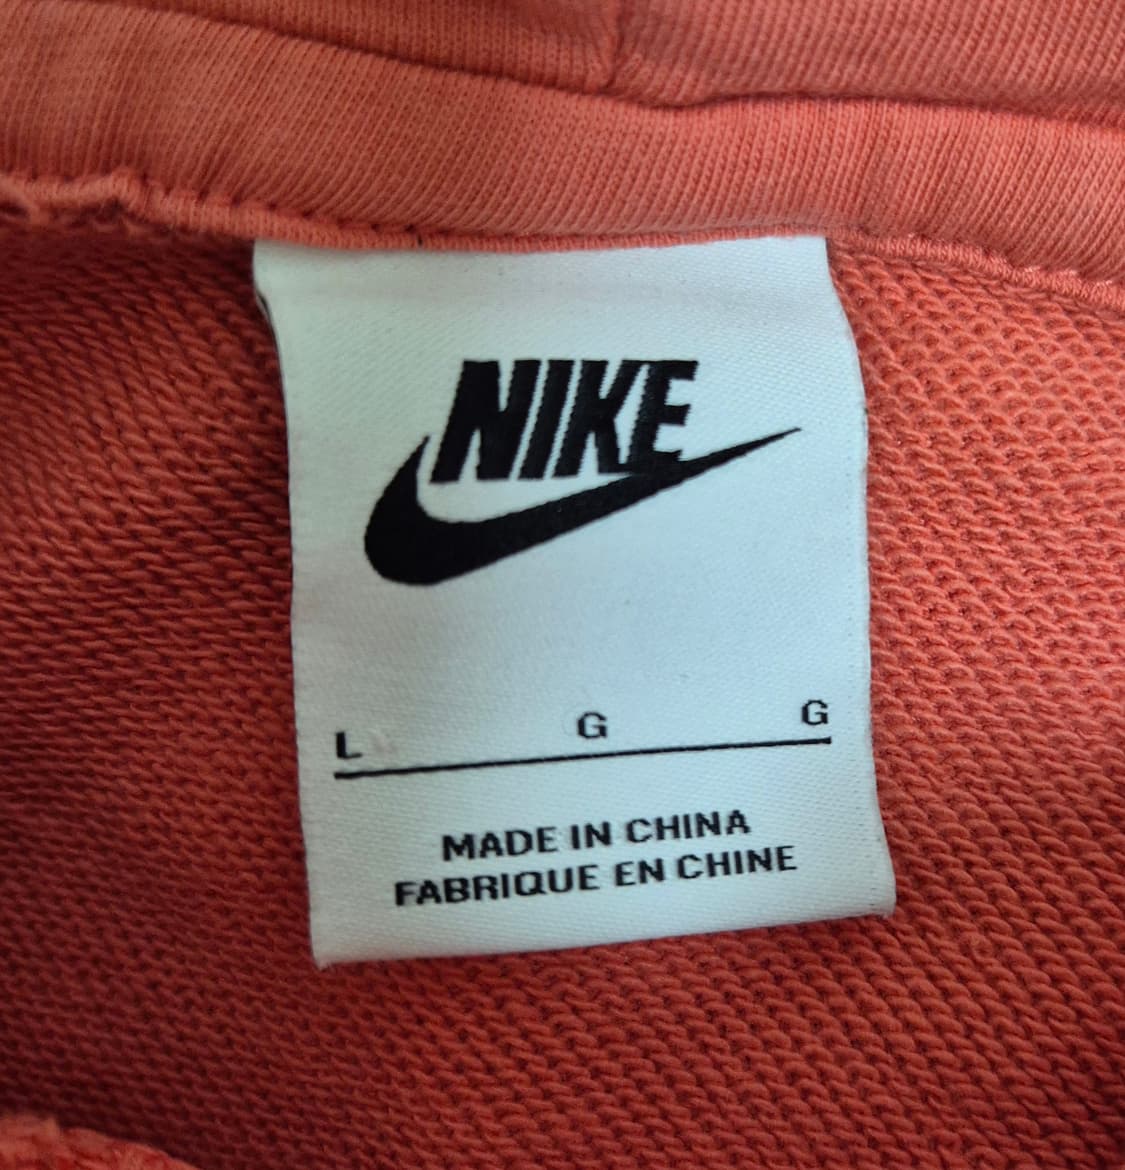 NIKE
L G G
MADE IN CHINA
FABRIQUE EN CHINE